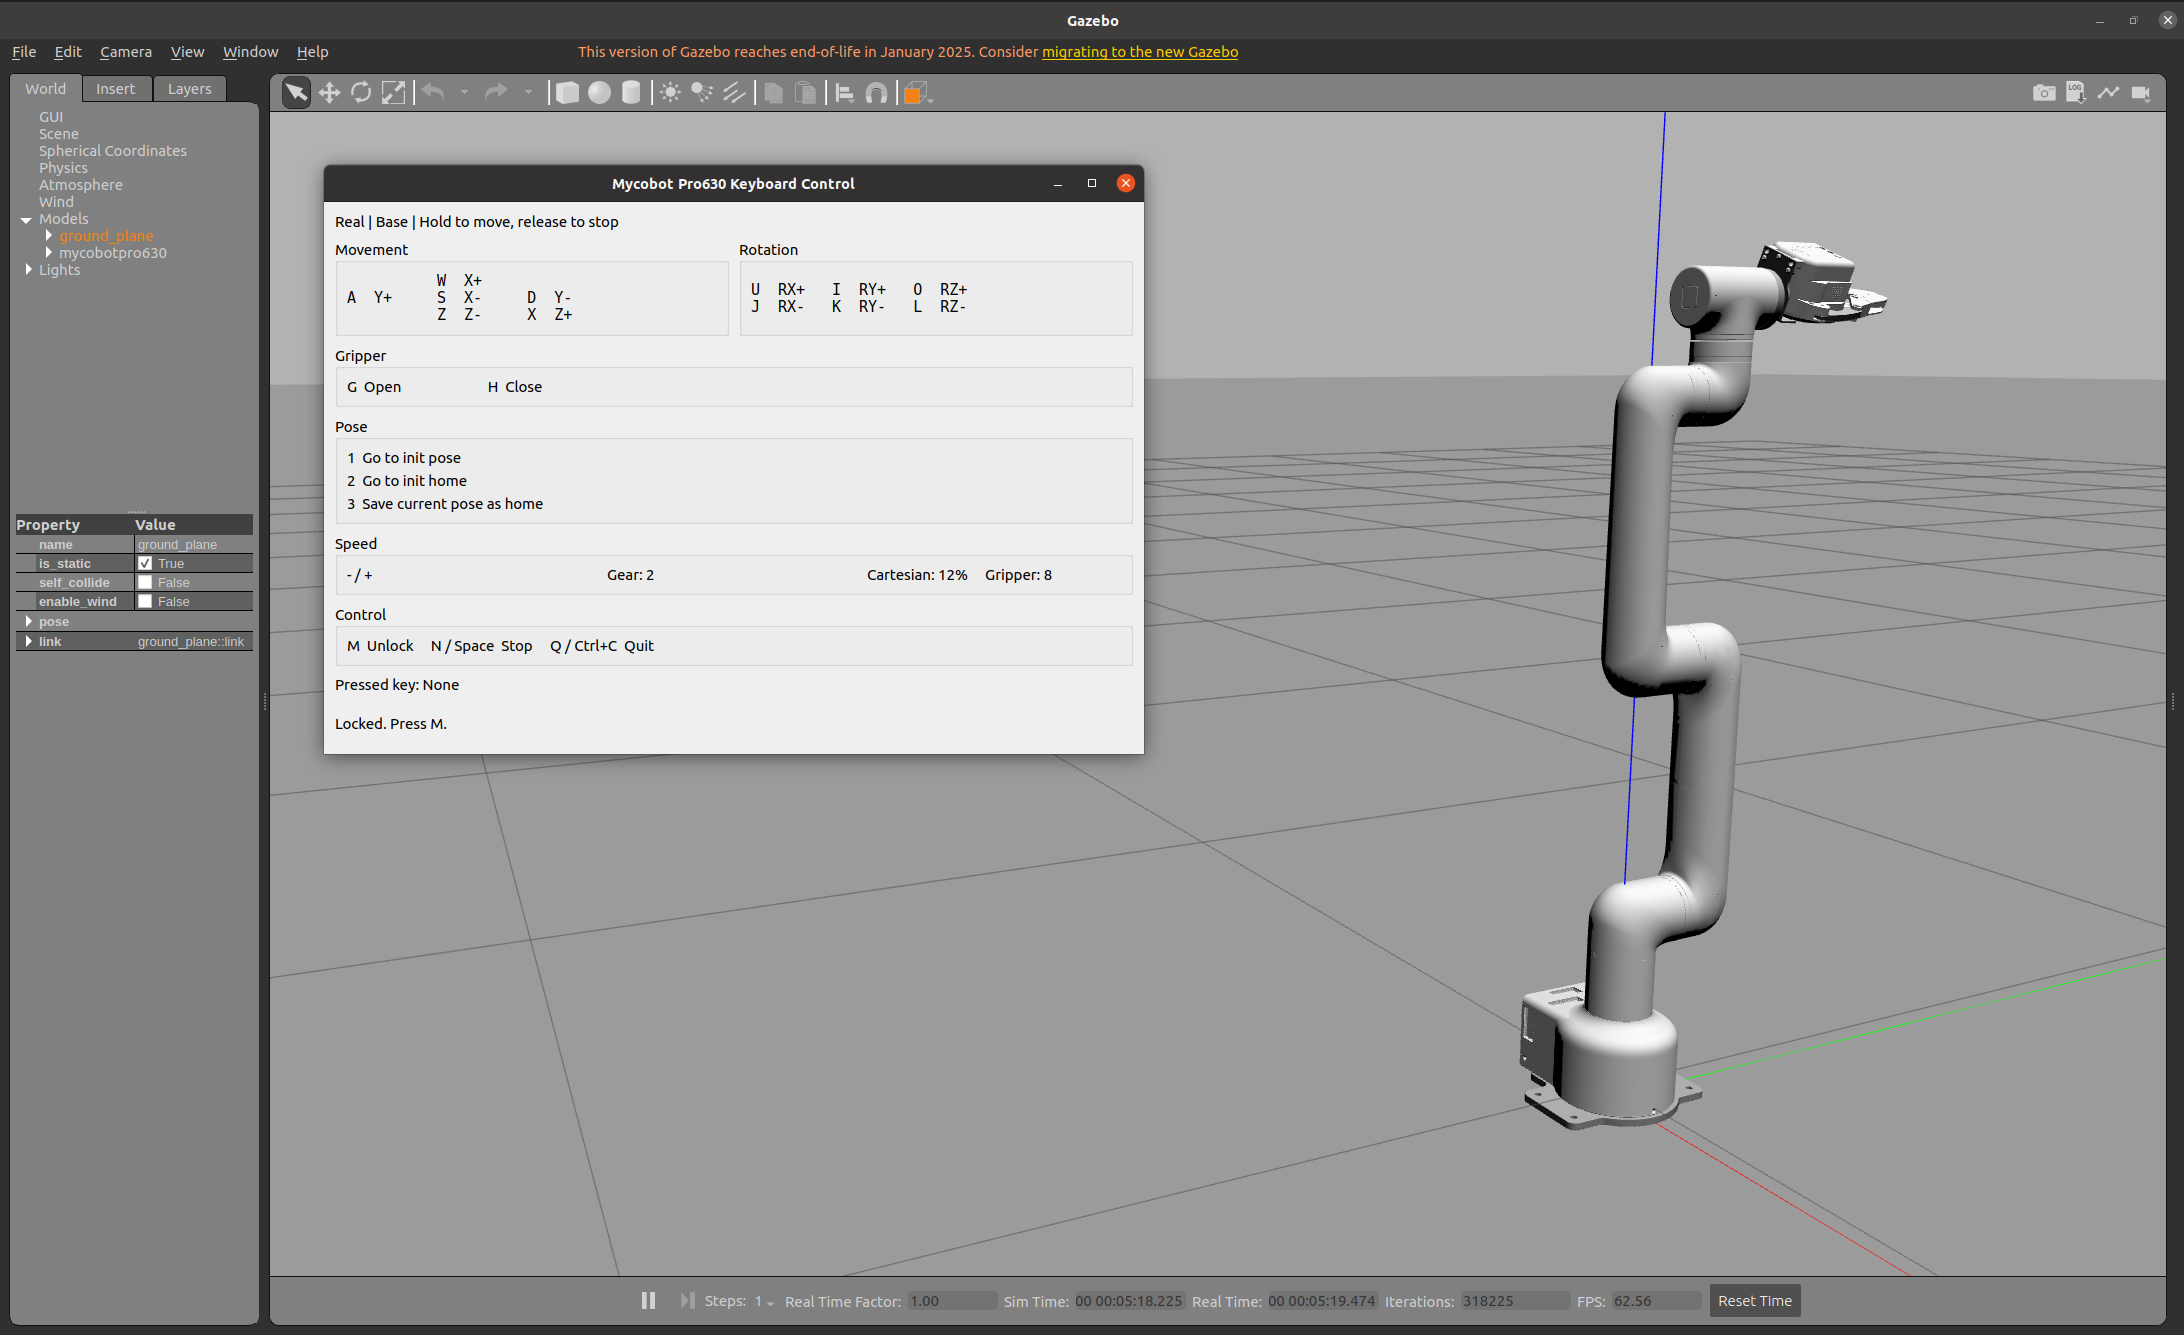 Gazebo
File Edit Camera View Window Help
This version of Gazebo reaches end-of-life in January 2025. Consider migrating to the new Gazebo
World Insert Layers
GUI
Scene
Spherical Coordinates
Physics
Atmosphere
Wind
Models
ground_plane
mycobotpro630
Lights
Property Value
name ground_plane
is_static True
self_collide False
enable_wind False
pose
link ground_plane::link
LOG
Mycobot Pro630 Keyboard Control
Real | Base | Hold to move, release to stop
Movement
W X+
A Y+ S X- D Y-
Z Z- X Z+
Rotation
U RX+ I RY+ O RZ+
J RX- K RY- L RZ-
Gripper
G Open H Close
Pose
1 Go to init pose
2 Go to init home
3 Save current pose as home
Speed
- / + Gear: 2 Cartesian: 12% Gripper: 8
Control
M Unlock N / Space Stop Q / Ctrl+C Quit
Pressed key: None
Locked. Press M.
Steps: 1 Real Time Factor: 1.00 Sim Time: 00 00:05:18.225 Real Time: 00 00:05:19.474 Iterations: 318225 FPS: 62.56 Reset Time